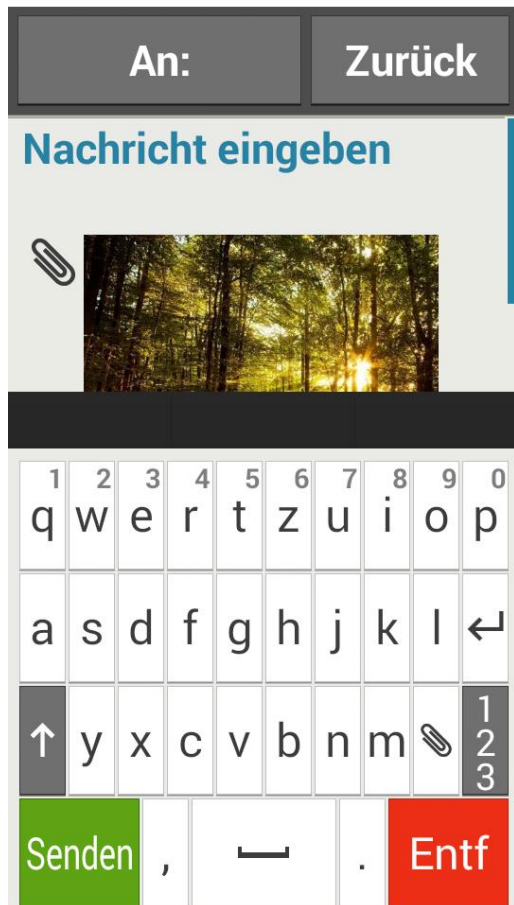 An: Zurück
Nachricht eingeben
1 2 3 4 5 6 7 8 9 0
q w e r t z u i o p
a s d f g h j k l ↵
↑ y x c v b n m 1 2 3
Senden , . Entf